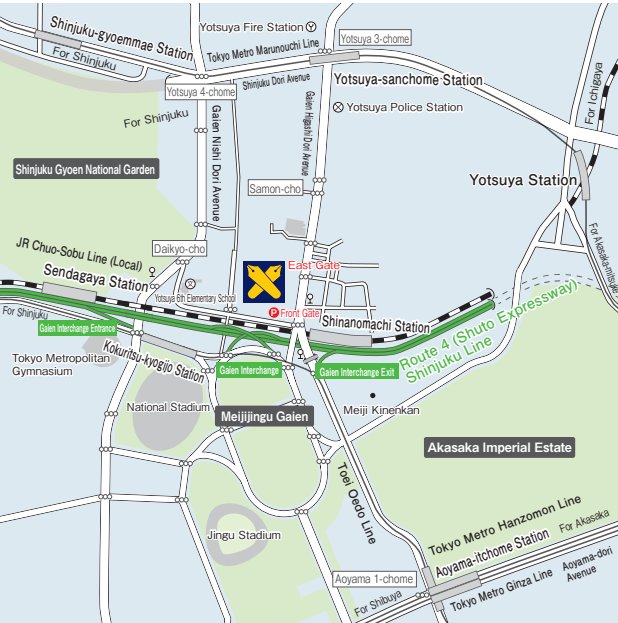 Yotsuya Fire Station
Shinjuku-gyoemmae Station
For Shinjuku
Tokyo Metro Marunouchi Line
Yotsuya 3-chome
Shinjuku Dori Avenue
Yotsuya-sanchome Station
Yotsuya 4-chome
For Ichigaya
Yotsuya Police Station
For Shinjuku
Gaien Nishi Dori Avenue
Gaien Higashi Dori Avenue
Shinjuku Gyoen National Garden
Samon-cho
Yotsuya Station
Daikyo-cho
For Akasaka-mitsuke
JR Chuo-Sobu Line (Local)
East Gate
Sendagaya Station
Yotsuya 6th Elementary School
P Front Gate
For Shinjuku
Gaien Interchange Entrance
Shinanomachi Station
Route 4 (Shuto Expressway)
Shinjuku Line
Kokuritsu-kyogijo Station
Tokyo Metropolitan
Gymnasium
Gaien Interchange
Gaien Interchange Exit
National Stadium
Meijijingu Gaien
Meiji Kinenkan
Akasaka Imperial Estate
Toei Oedo Line
Jingu Stadium
Tokyo Metro Hanzomon Line
For Akasaka
Aoyama-itchome Station
Aoyama 1-chome
For Shibuya
Tokyo Metro Ginza Line
Aoyama-dori
Avenue